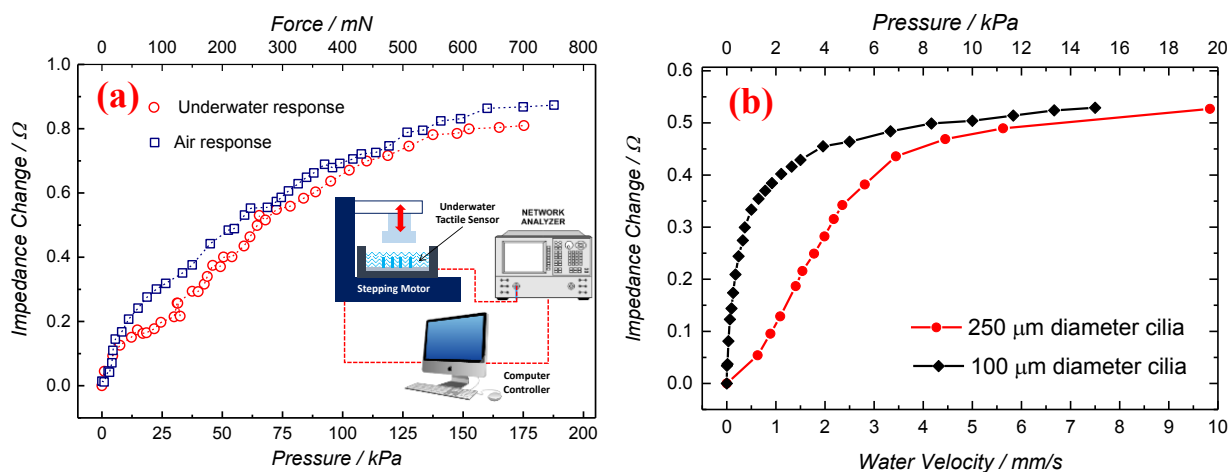 Force / mN
0 100 200 300 400 500 600 700 800
(a)
Underwater response
Air response
Impedance Change / Ω
1.0
0.8
0.6
0.4
0.2
0.0
Underwater
Tactile Sensor
NETWORK
ANALYZER
Stepping Motor
Computer
Controller
0 25 50 75 100 125 150 175 200
Pressure / kPa
Pressure / kPa
0 2 4 6 8 10 12 14 16 18 20
(b)
Impedance Change / Ω
0.6
0.5
0.4
0.3
0.2
0.1
0.0
250 μm diameter cilia
100 μm diameter cilia
0 1 2 3 4 5 6 7 8 9 10
Water Velocity / mm/s